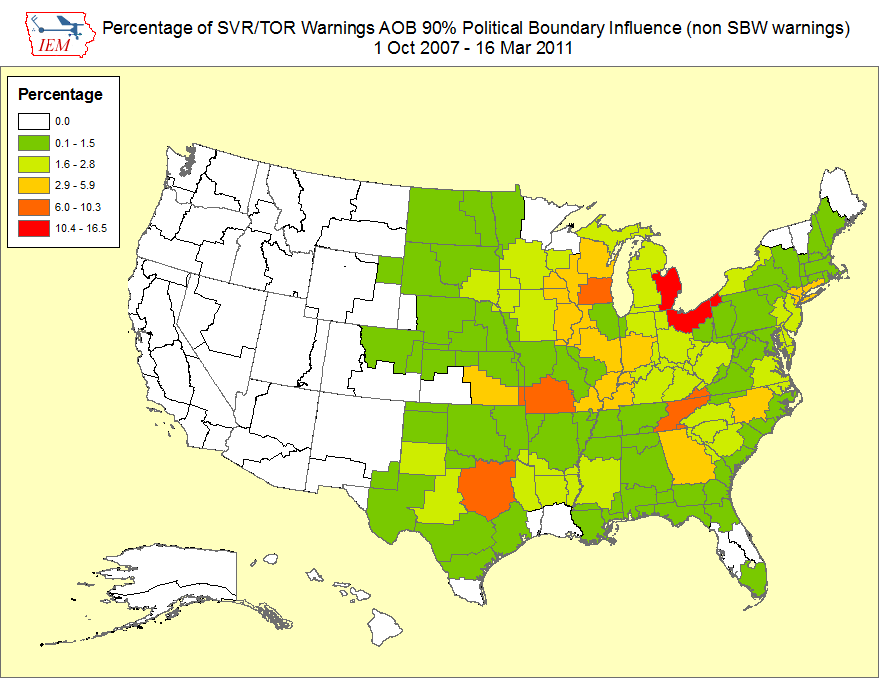 IEM
Percentage of SVR/TOR Warnings AOB 90% Political Boundary Influence (non SBW warnings)
1 Oct 2007 - 16 Mar 2011
Percentage
0.0
0.1 - 1.5
1.6 - 2.8
2.9 - 5.9
6.0 - 10.3
10.4 - 16.5